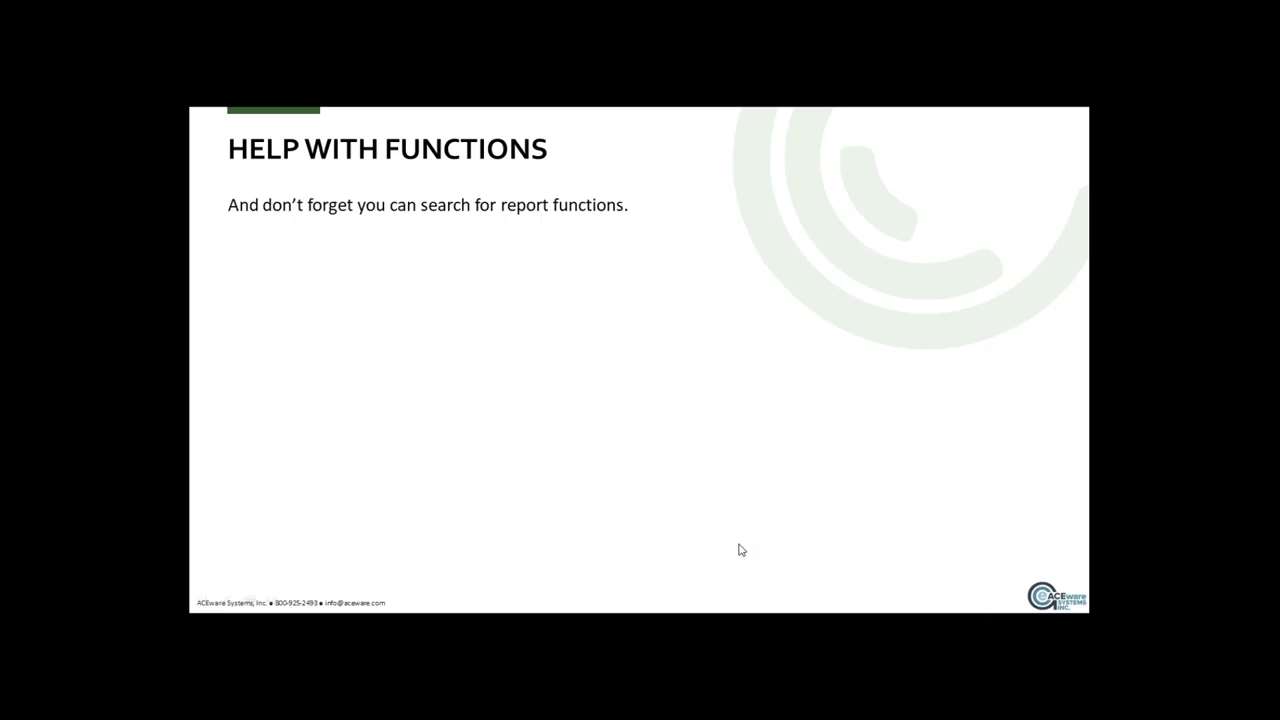 HELP WITH FUNCTIONS
And don’t forget you can search for report functions.
ACEware Systems, Inc. ● 800-925-2493 ● info@aceware.com
e ACEware
SYSTEMS
INC.